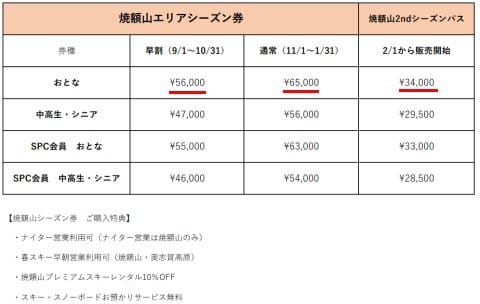 焼額山エリアシーズン券 焼額山2ndシーズンパス
券種 早割（9/1～10/31） 通常（11/1～1/31） 2/1から販売開始
おとな ¥56,000 ¥65,000 ¥34,000
中高生・シニア ¥47,000 ¥56,000 ¥29,500
SPC会員 おとな ¥55,000 ¥63,000 ¥33,000
SPC会員 中高生・シニア ¥46,000 ¥54,000 ¥28,500
【焼額山シーズン券 ご購入特典】
・ナイター営業利用可（ナイター営業は焼額山のみ）
・春スキー早朝営業利用可（焼額山・奥志賀高原）
・焼額山プレミアムスキーレンタル10％OFF
・スキー・スノーボードお預かりサービス無料